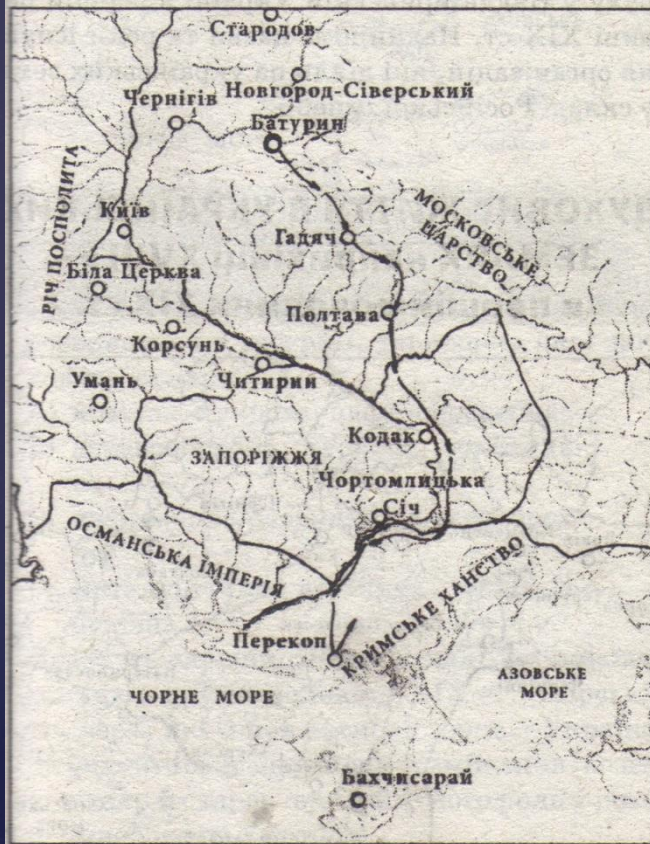 Стародов
Новгород-Сіверський
Чернігів
Батурин
РІЧ ПОСПОЛИТА
МОСКОВСЬКЕ
ЦАРСТВО
Київ
Гадяч
Біла Церква
Полтава
Корсунь
Читирин
Умань
Кодак
ЗАПОРІЖЖЯ
Чортомлицька
Січ
ОСМАНСЬКА ІМПЕРІЯ
КРИМСЬКЕ ХАНСТВО
Перекоп
АЗОВСЬКЕ
МОРЕ
ЧОРНЕ МОРЕ
Бахчисарай